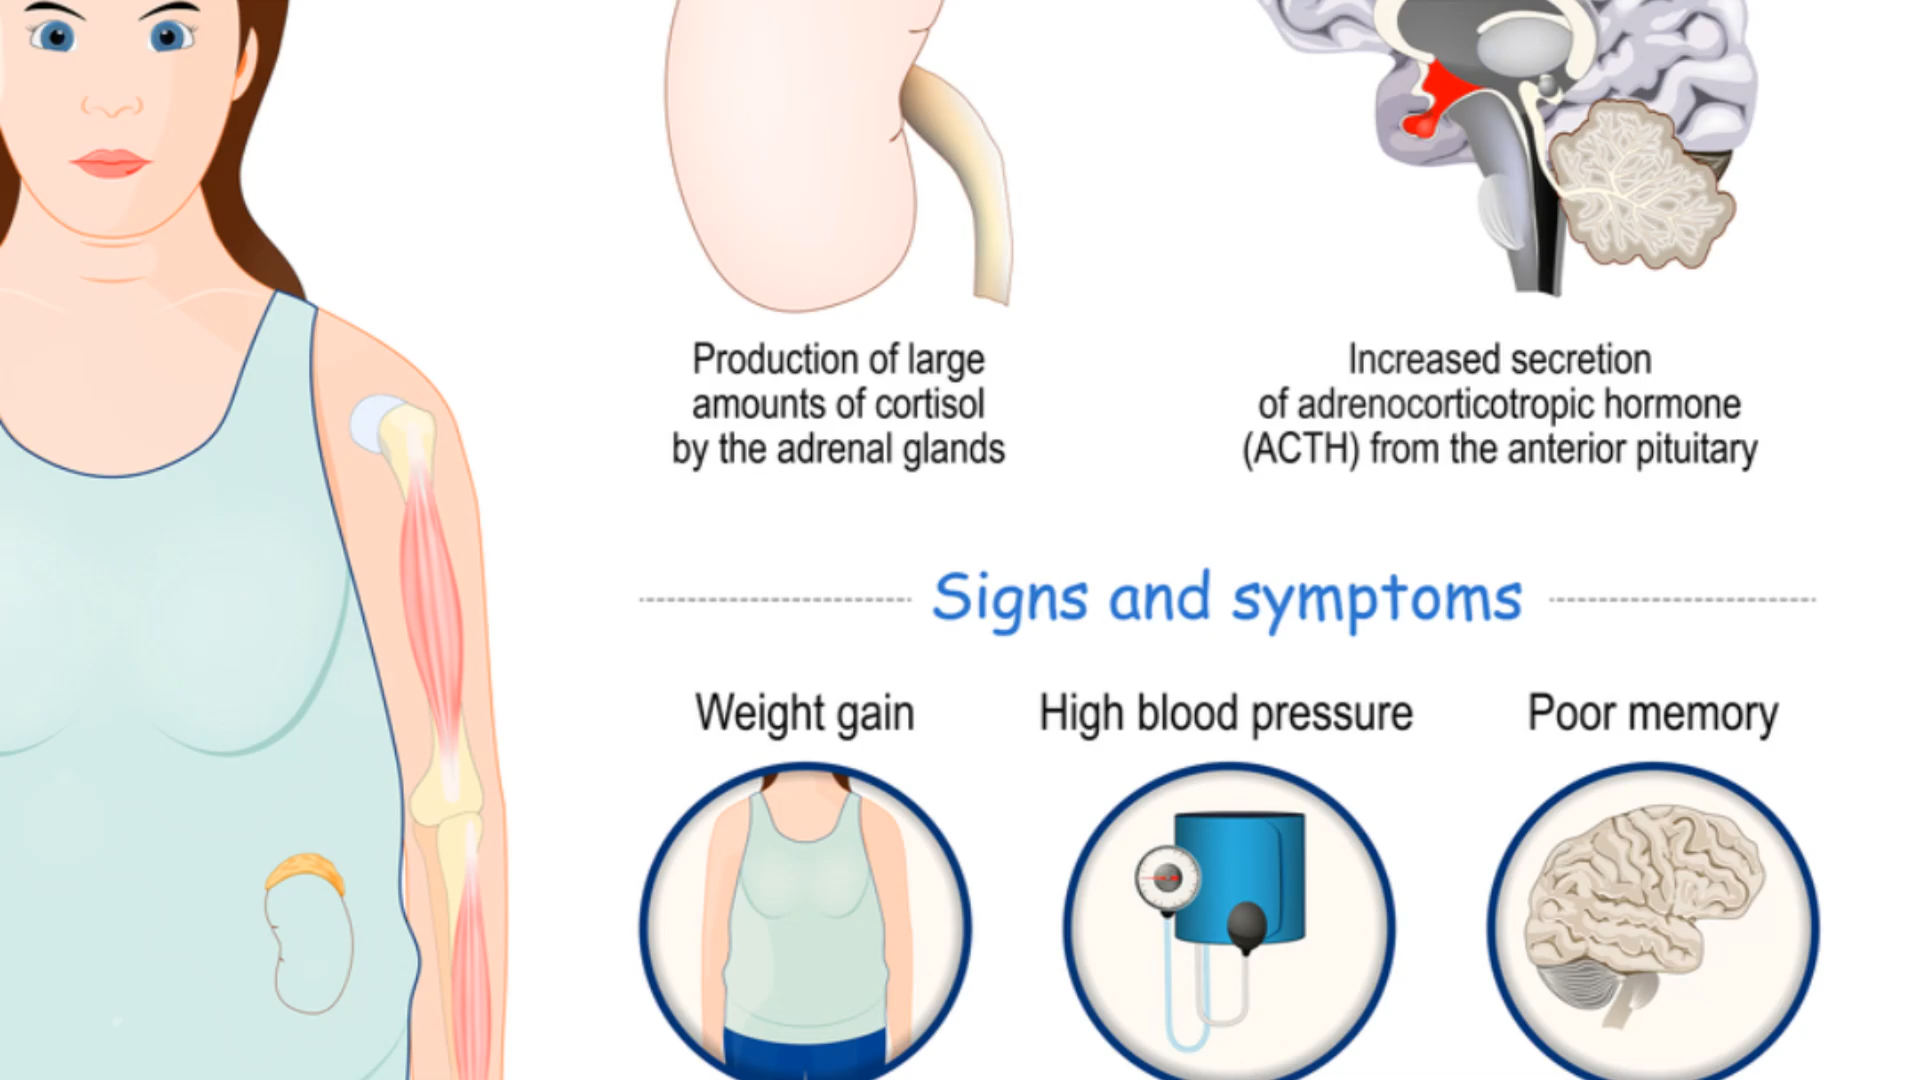 Production of large
amounts of cortisol
by the adrenal glands
Increased secretion
of adrenocorticotropic hormone
(ACTH) from the anterior pituitary
Signs and symptoms
Weight gain
High blood pressure
Poor memory